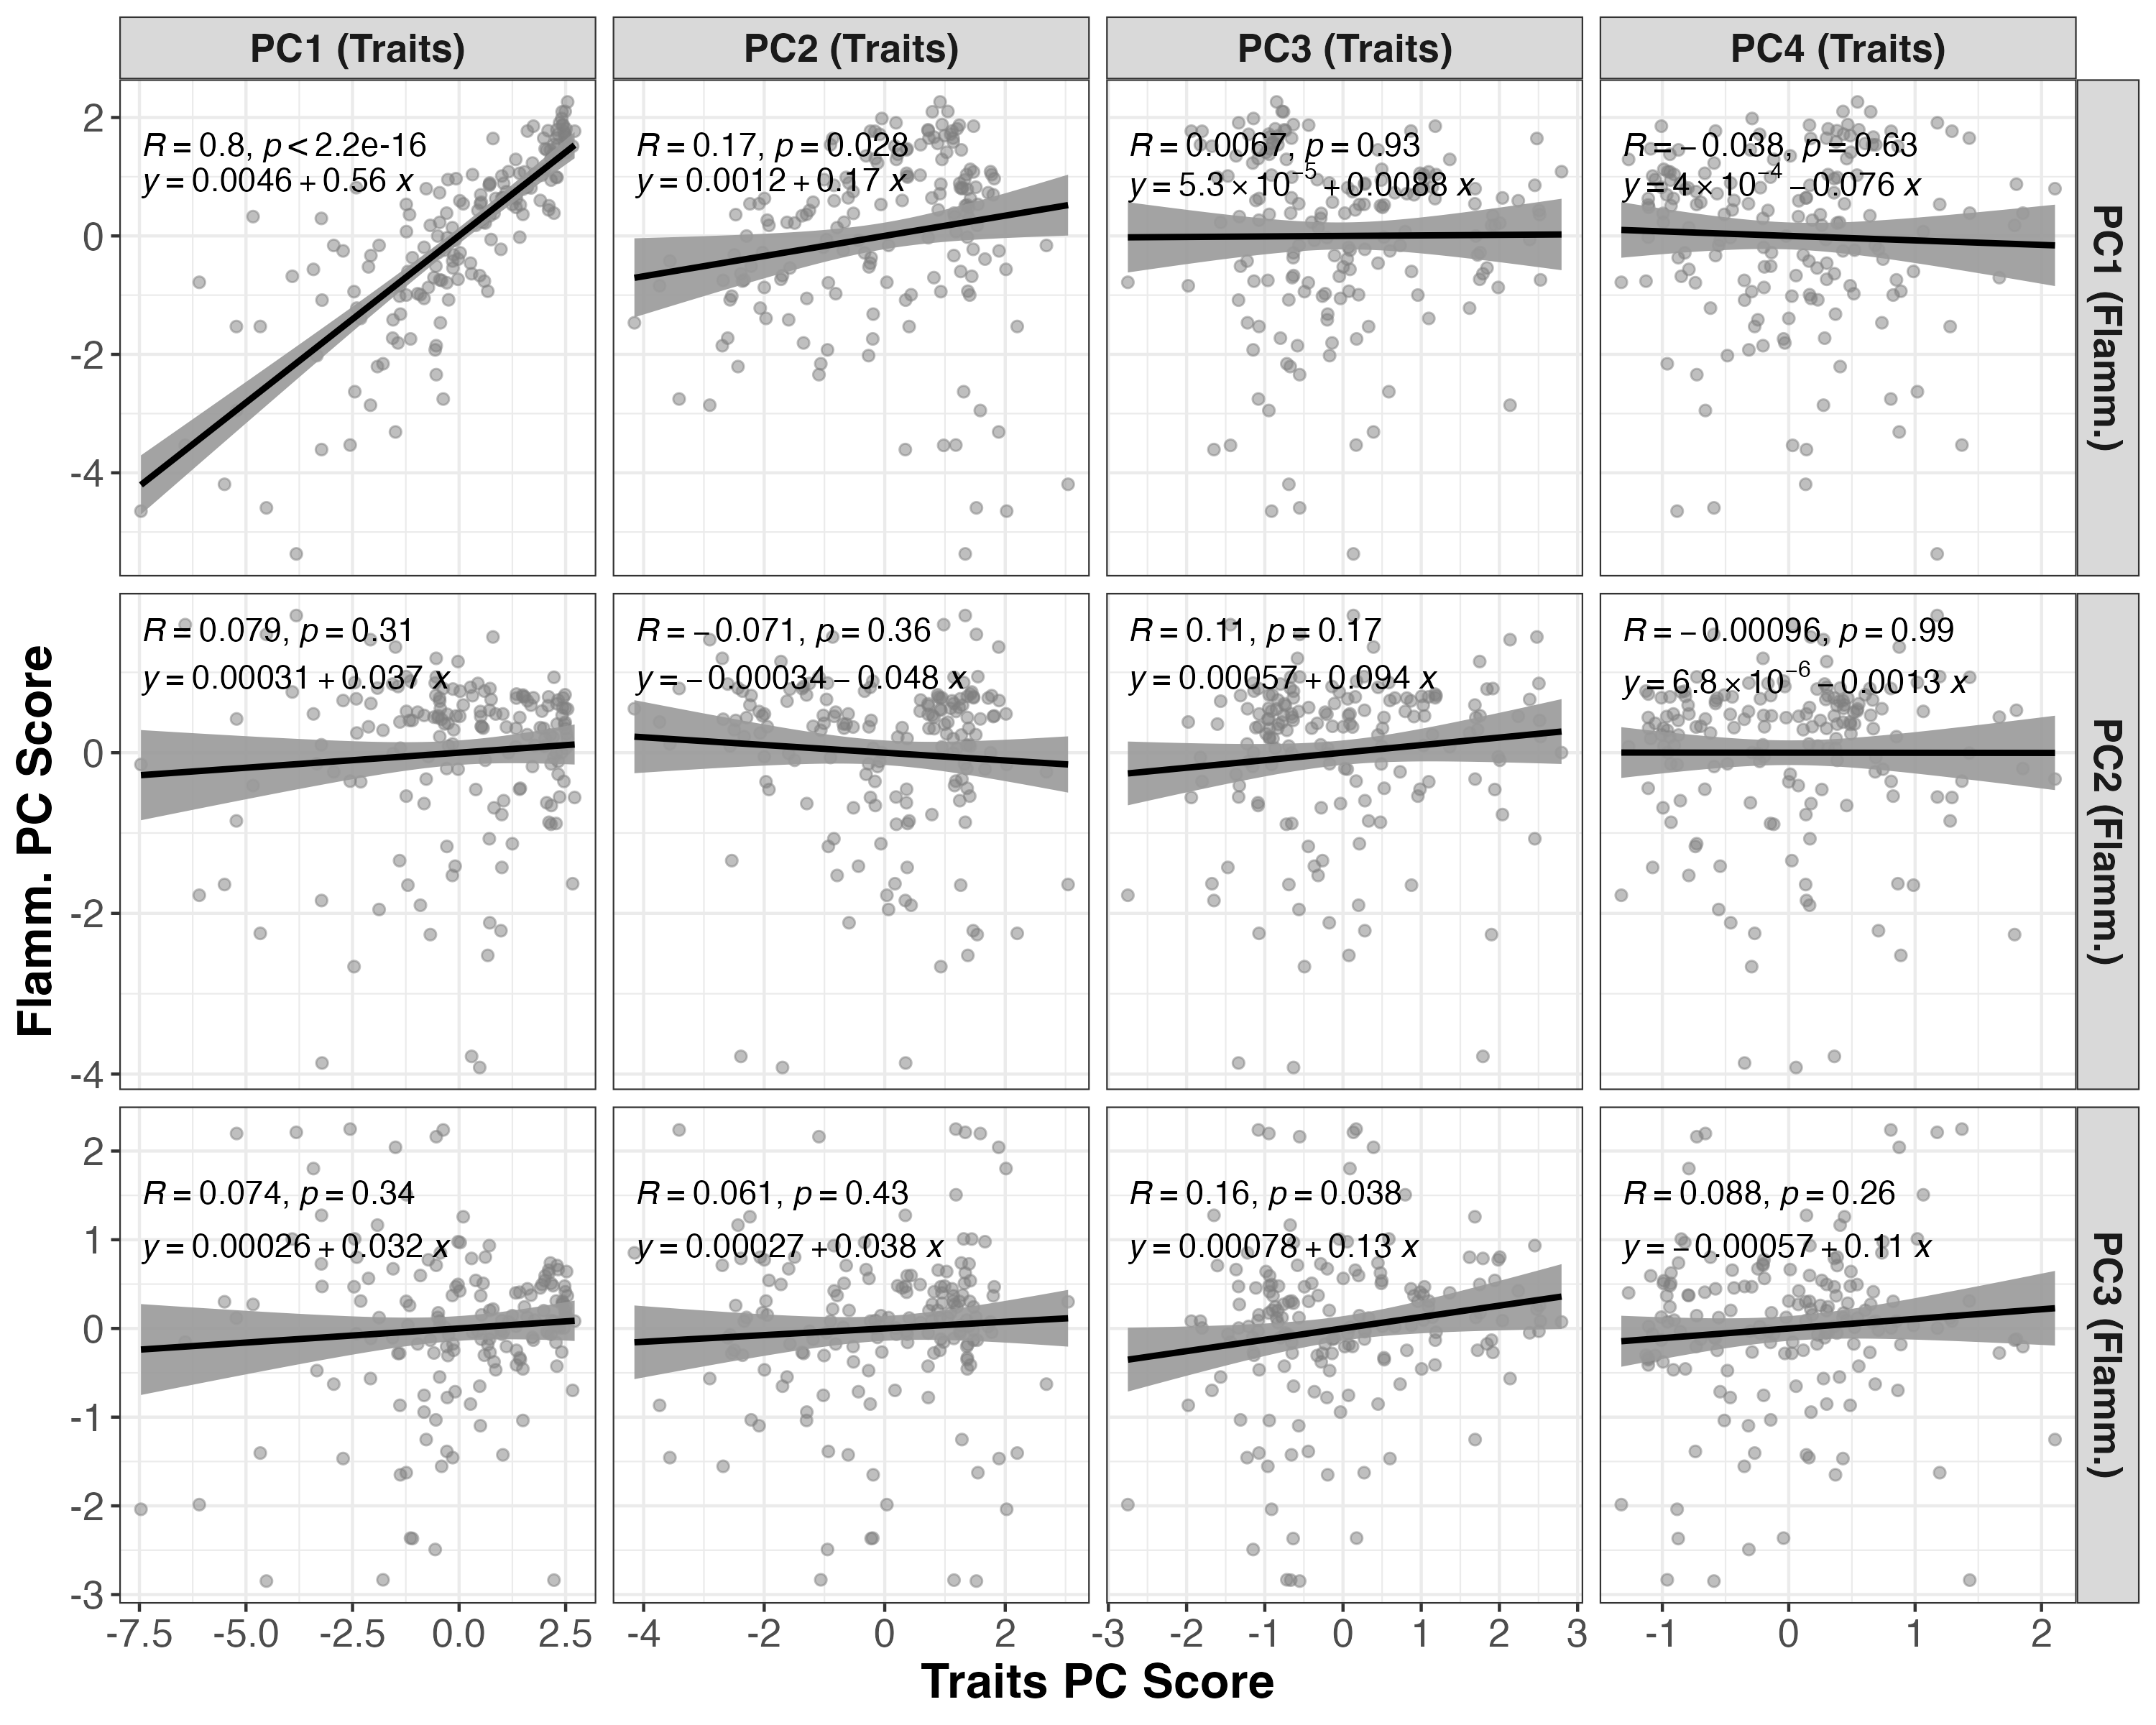 PC1 (Traits) PC2 (Traits) PC3 (Traits) PC4 (Traits)
2
0
-2
-4
R = 0.8, p < 2.2e-16
y = 0.0046 + 0.56 x
R = 0.17, p = 0.028
y = 0.0012 + 0.17 x
R = 0.0067, p = 0.93
y = 5.3 × 10⁻⁵ + 0.0088 x
R = −0.038, p = 0.63
y = 4 × 10⁻⁴ − 0.076 x
PC1 (Flamm.)
Flamm. PC Score
0
-2
-4
R = 0.079, p = 0.31
y = 0.00031 + 0.037 x
R = −0.071, p = 0.36
y = −0.00034 − 0.048 x
R = 0.11, p = 0.17
y = 0.00057 + 0.094 x
R = −0.00096, p = 0.99
y = 6.8 × 10⁻⁶ − 0.0013 x
PC2 (Flamm.)
2
1
0
-1
-2
-3
R = 0.074, p = 0.34
y = 0.00026 + 0.032 x
R = 0.061, p = 0.43
y = 0.00027 + 0.038 x
R = 0.16, p = 0.038
y = 0.00078 + 0.13 x
R = 0.088, p = 0.26
y = −0.00057 + 0.11 x
PC3 (Flamm.)
-7.5 -5.0 -2.5 0.0 2.5 -4 -2 0 2 -3 -2 -1 0 1 2 3 -1 0 1 2
Traits PC Score